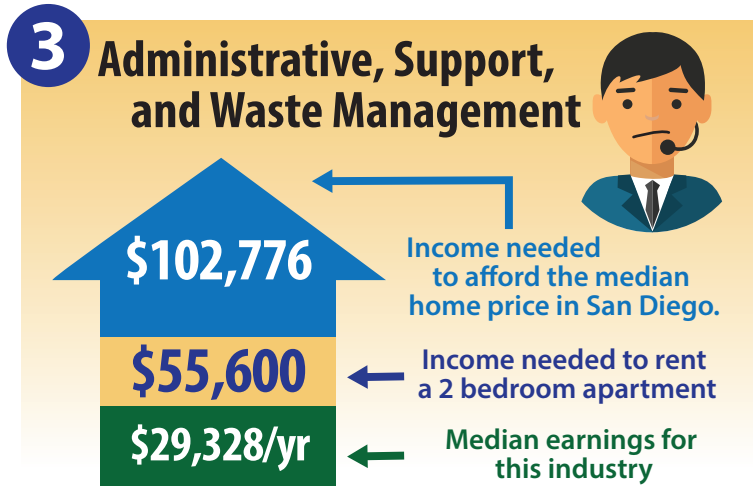 3
Administrative, Support,
and Waste Management
$102,776
Income needed
to afford the median
home price in San Diego.
$55,600
Income needed to rent
a 2 bedroom apartment
$29,328/yr
Median earnings for
this industry